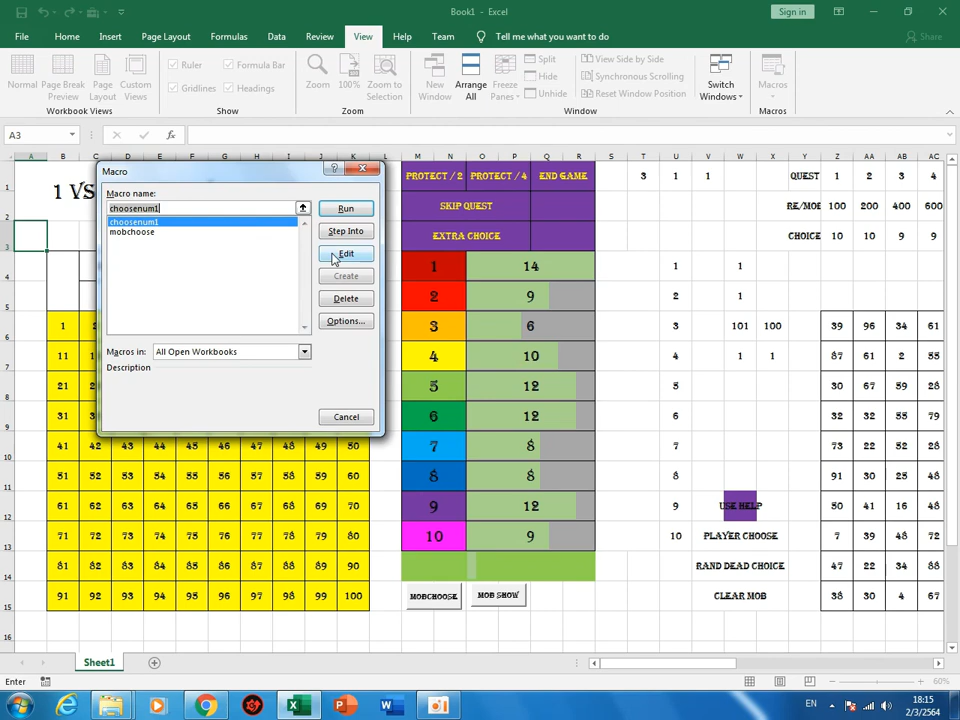 Book1 - Excel
Sign in
File Home Insert Page Layout Formulas Data Review View Help Team Tell me what you want to do Share
Normal Page Break Preview Page Layout Custom Views
Workbook Views
Ruler Formula Bar
Gridlines Headings
Show
Zoom 100% Zoom to Selection
Zoom
New Window Arrange All Freeze Panes
Split
Hide
Unhide
View Side by Side
Synchronous Scrolling
Reset Window Position
Window
Switch Windows
Macros
Macros
A3 fx
A B C D E F G H I J K L M N O P Q R S T U V W X Y Z AA AB AC
Macro
Macro name:
choosenum1
choosenum1
mobchoose
Run
Step Into
Edit
Create
Delete
Options...
Macros in: All Open Workbooks
Description
Cancel
1 1 VS PROTECT / 2 PROTECT / 4 END GAME 3 1 1 QUEST 1 2 3 4
2 SKIP QUEST RE/MO 100 200 400 600
3 EXTRA CHOICE CHOICE 10 10 9 9
4 1 14 1 1
5 2 9 2 1
6 1 3 6 3 101 100 39 96 34 61
7 11 4 10 4 1 1 87 61 2 55
8 21 5 12 5 30 67 59 28
9 31 6 12 6 32 32 55 79
10 41 42 43 44 45 46 47 48 49 50 7 8 7 73 22 52 28
11 51 52 53 54 55 56 57 58 59 60 8 8 8 91 30 25 48
12 61 62 63 64 65 66 67 68 69 70 9 12 9 USE HELP 50 41 16 48
13 71 72 73 74 75 76 77 78 79 80 10 9 10 PLAYER CHOOSE 7 39 48 72
14 81 82 83 84 85 86 87 88 89 90 RAND DEAD CHOICE 47 22 34 88
15 91 92 93 94 95 96 97 98 99 100 MOBCHOOSE MOB SHOW CLEAR MOB 38 30 4 67
16
Sheet1
Enter
60%
EN
18:15
2/3/2564